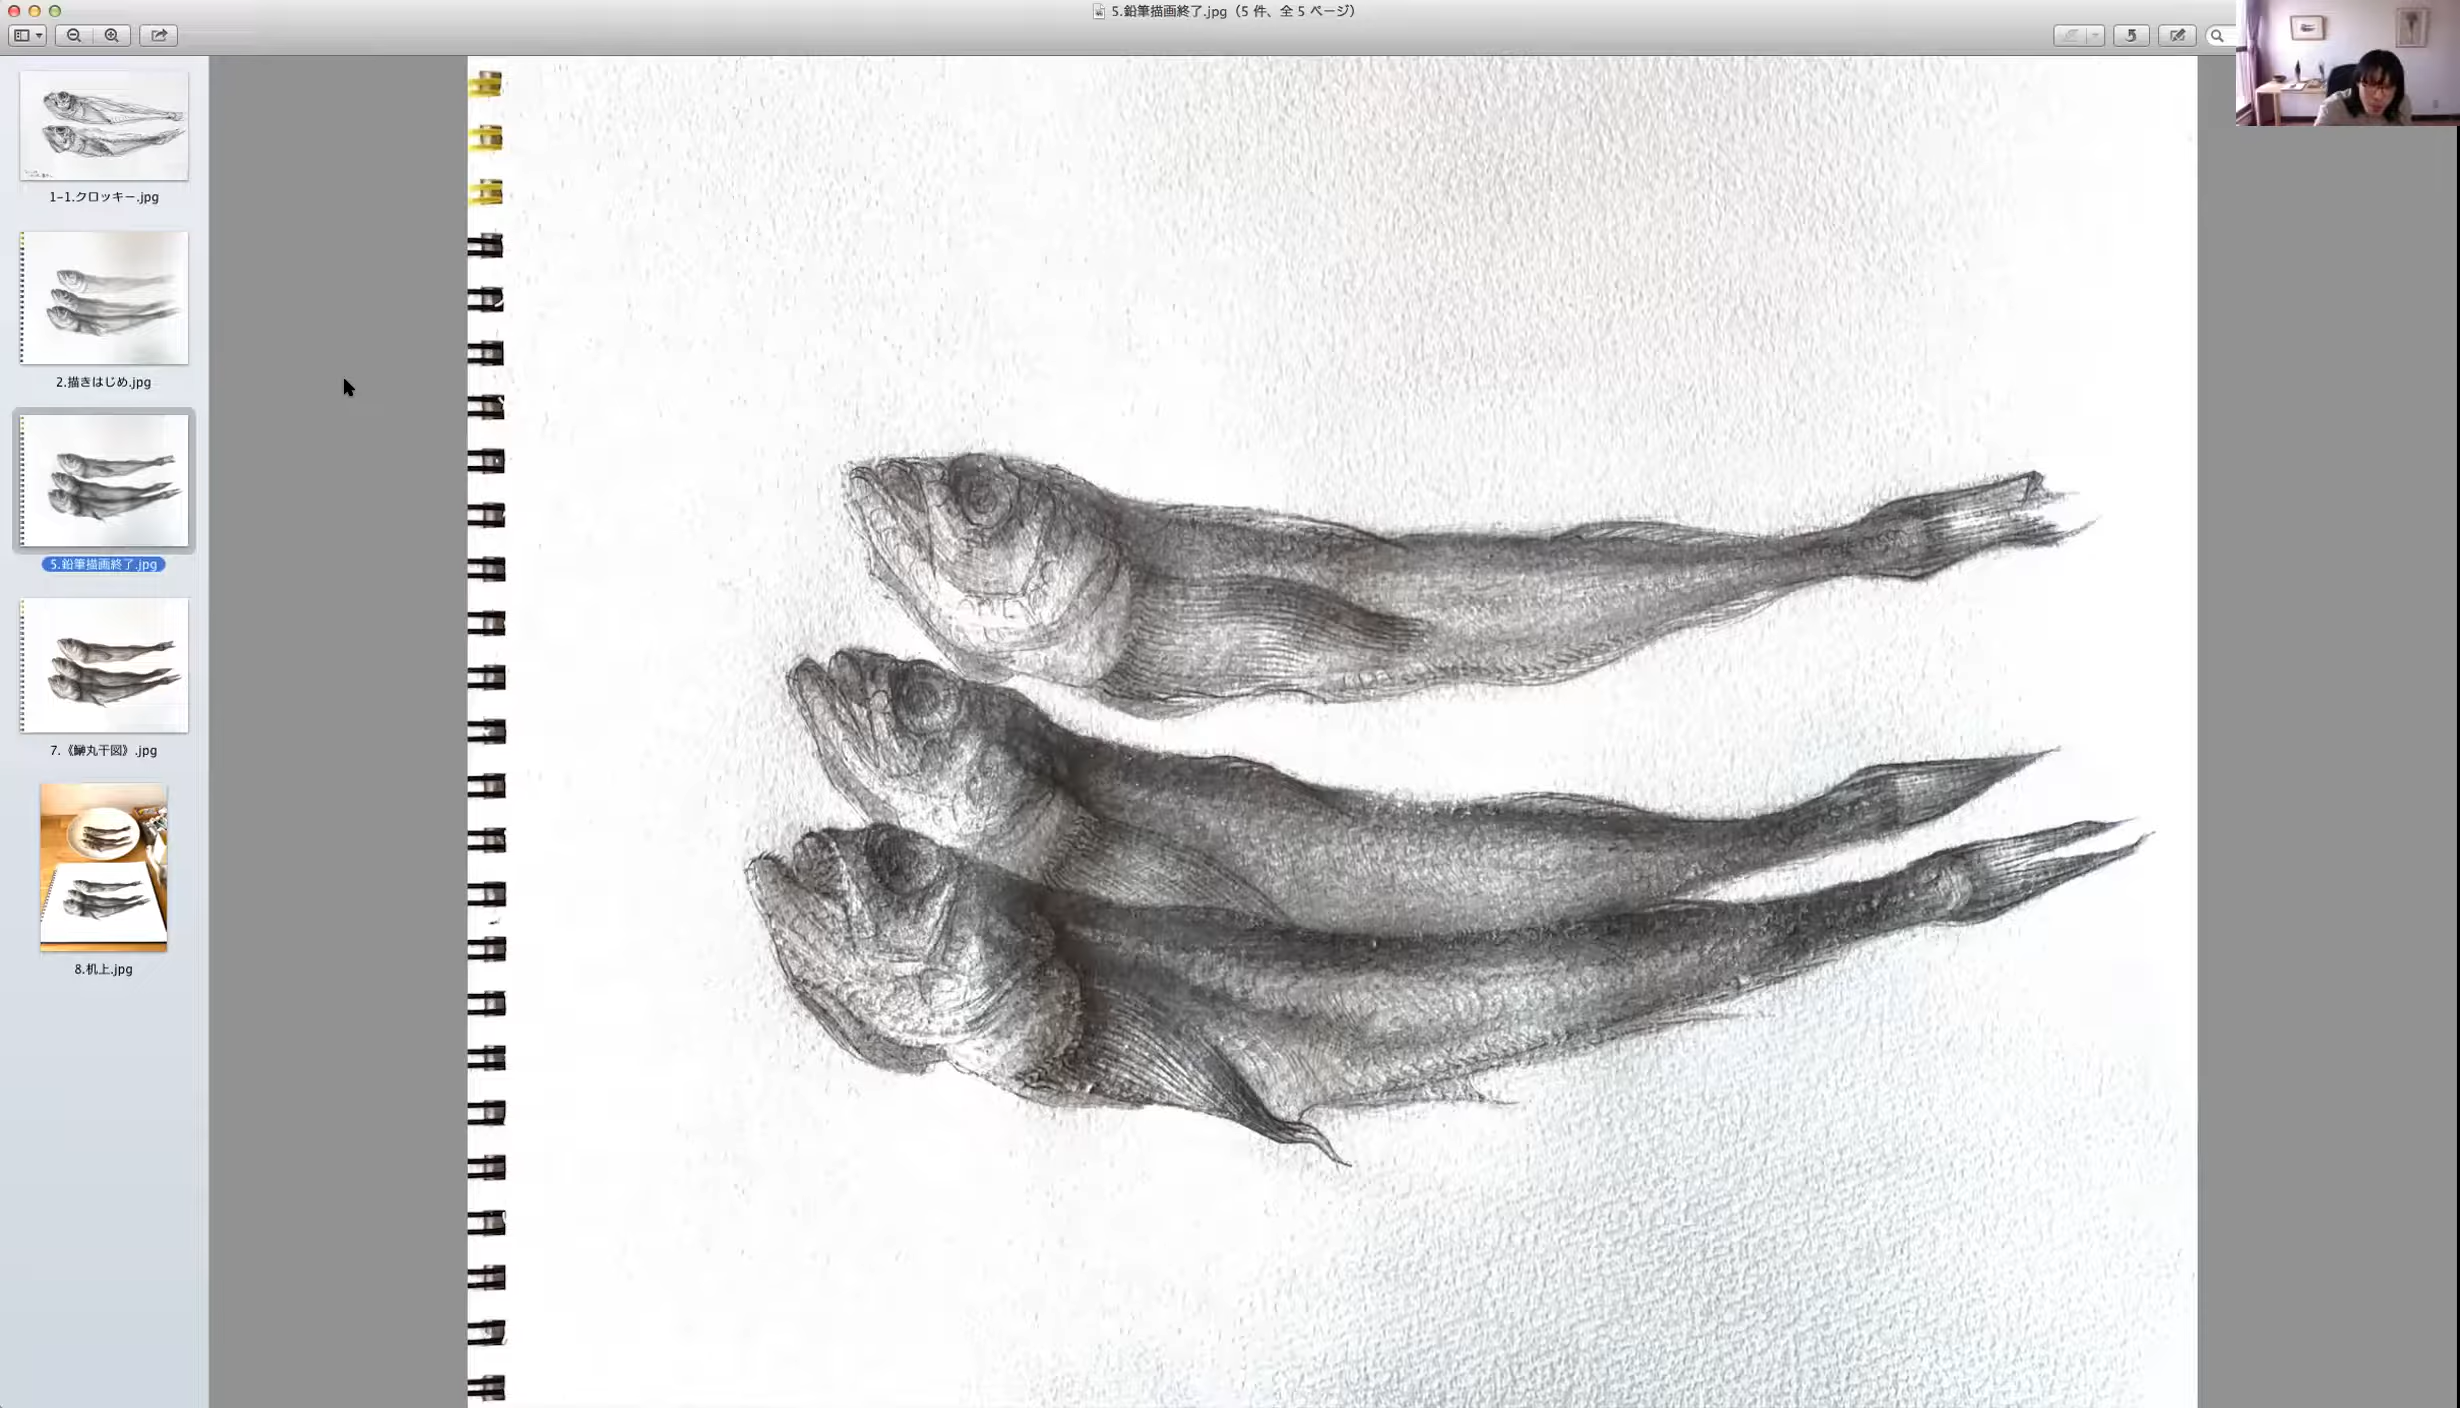 5.鉛筆描画終了.jpg（5 件、全 5 ページ）
1-1.クロッキー.jpg
2.描きはじめ.jpg
5.鉛筆描画終了.jpg
7.《鰰丸干図》.jpg
8.机上.jpg